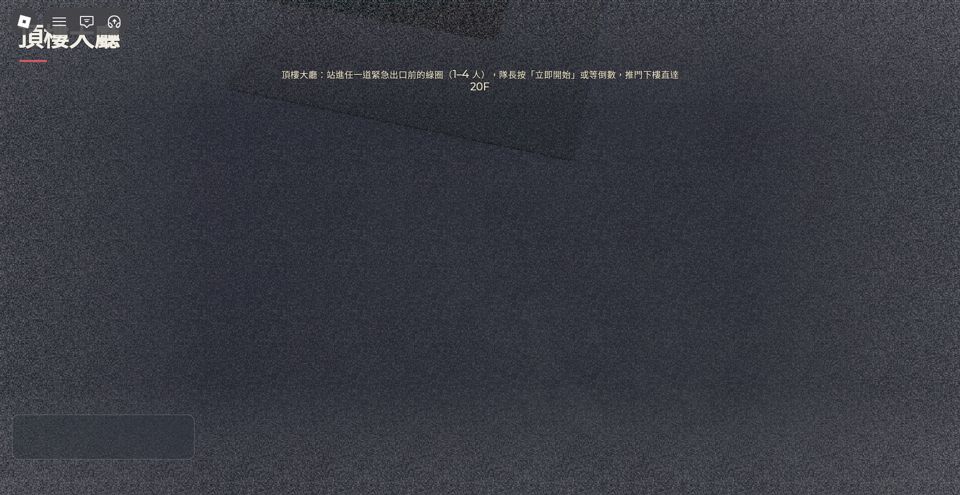 頂樓大廳
頂樓大廳：站進任一道緊急出口前的綠圈（1–4 人），隊長按「立即開始」或等倒數，推門下樓直達
20F